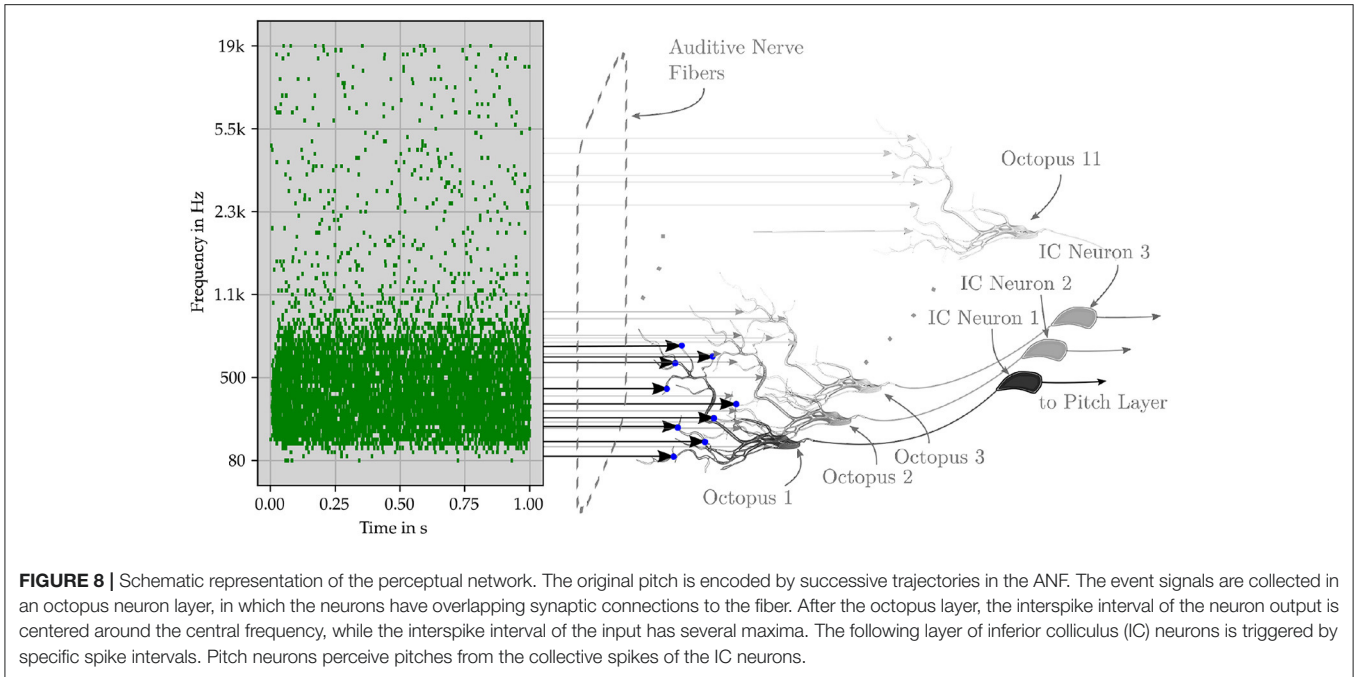 19k
5.5k
2.3k
1.1k
500
80
Frequency in Hz
0.00 0.25 0.50 0.75 1.00
Time in s
Auditive Nerve
Fibers
Octopus 11
IC Neuron 3
IC Neuron 2
IC Neuron 1
to Pitch Layer
Octopus 3
Octopus 2
Octopus 1
FIGURE 8 | Schematic representation of the perceptual network. The original pitch is encoded by successive trajectories in the ANF. The event signals are collected in
an octopus neuron layer, in which the neurons have overlapping synaptic connections to the fiber. After the octopus layer, the interspike interval of the neuron output is
centered around the central frequency, while the interspike interval of the input has several maxima. The following layer of inferior colliculus (IC) neurons is triggered by
specific spike intervals. Pitch neurons perceive pitches from the collective spikes of the IC neurons.